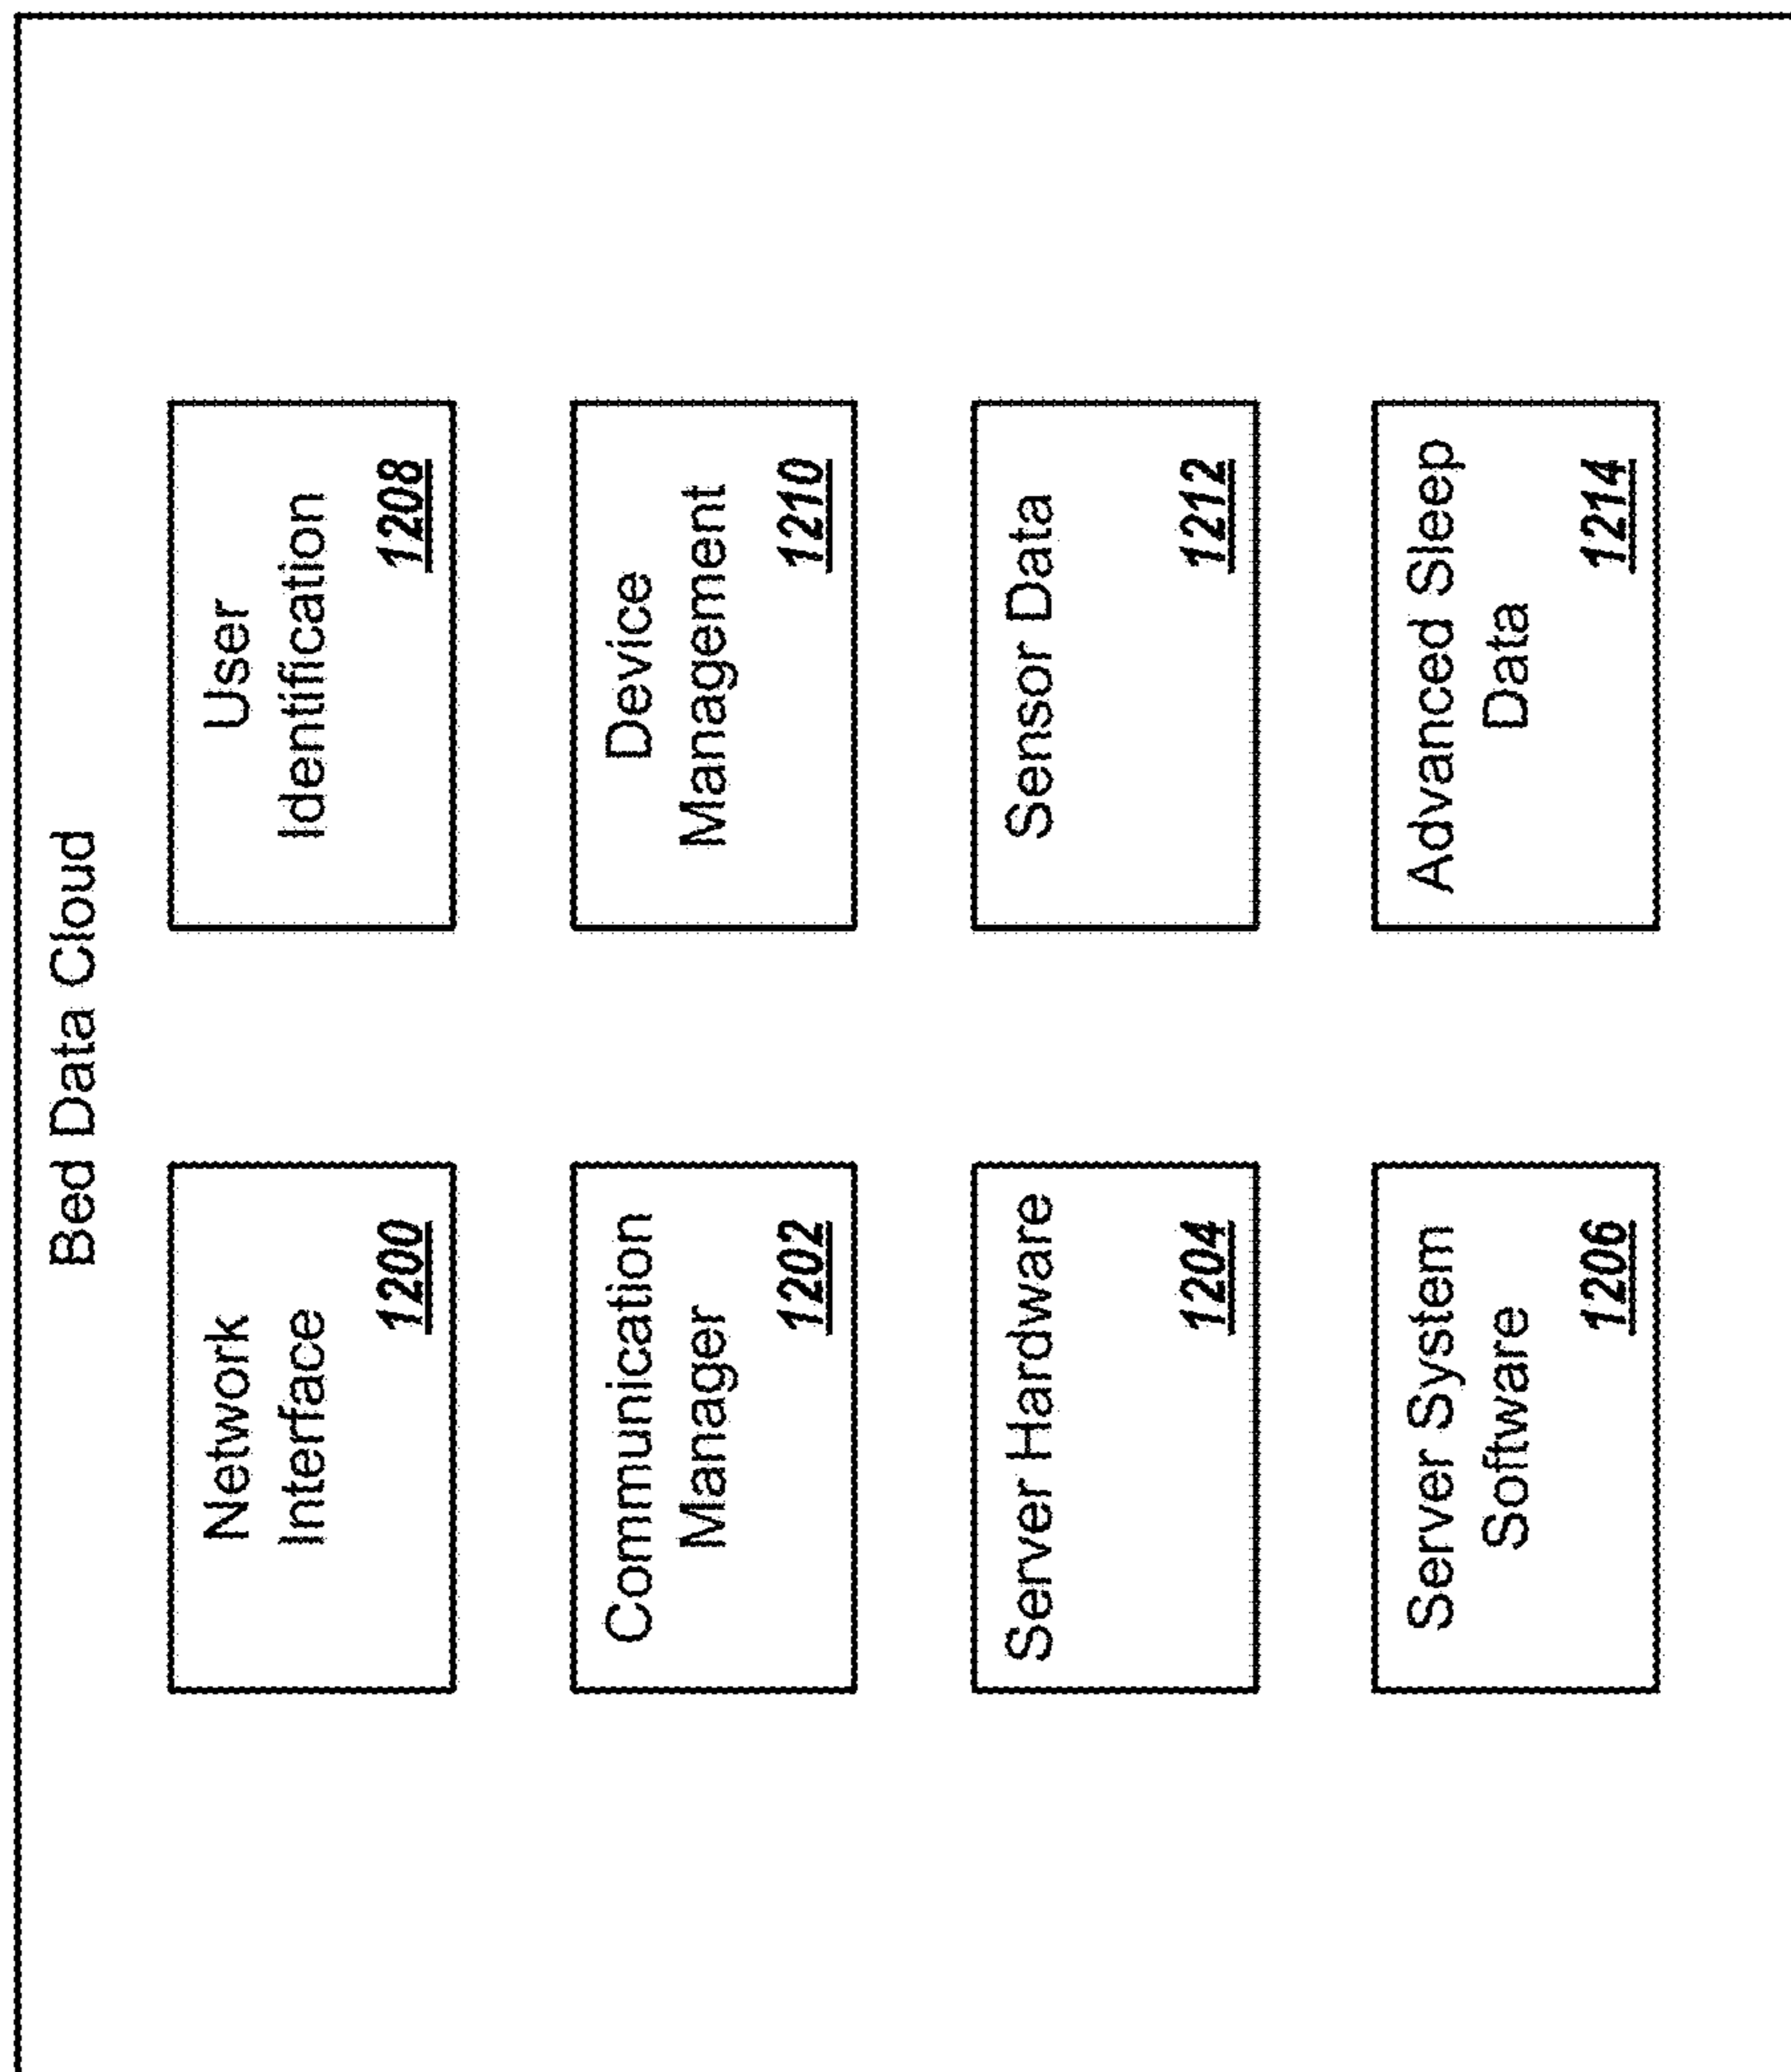 Bed Data Cloud
Network
Interface
1200
Communication
Manager
1202
Server Hardware
1204
Server System
Software
1206
User
Identification
1208
Device
Management
1210
Sensor Data
1212
Advanced Sleep
Data
1214